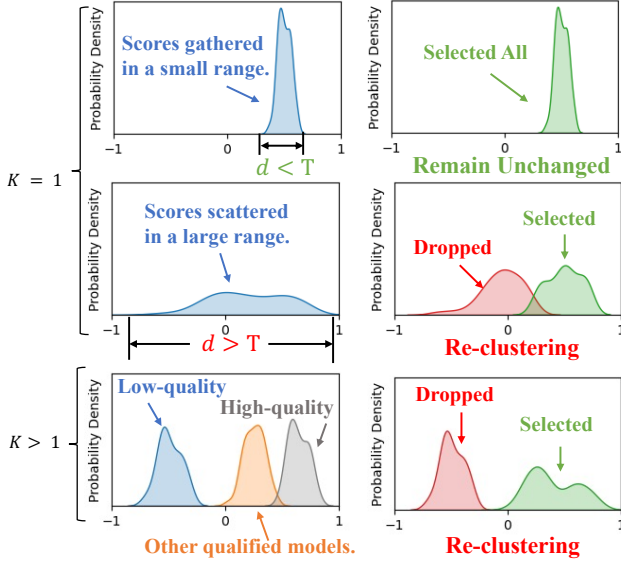 K = 1
Probability Density
Scores gathered
in a small range.
−1
0
1
d < T
Probability Density
Selected All
−1
0
1
Remain Unchanged
Probability Density
Scores scattered
in a large range.
−1
0
1
d > T
Probability Density
Dropped
Selected
−1
0
1
Re-clustering
K > 1
Probability Density
Low-quality
High-quality
−1
0
1
Other qualified models.
Probability Density
Dropped
Selected
−1
0
1
Re-clustering